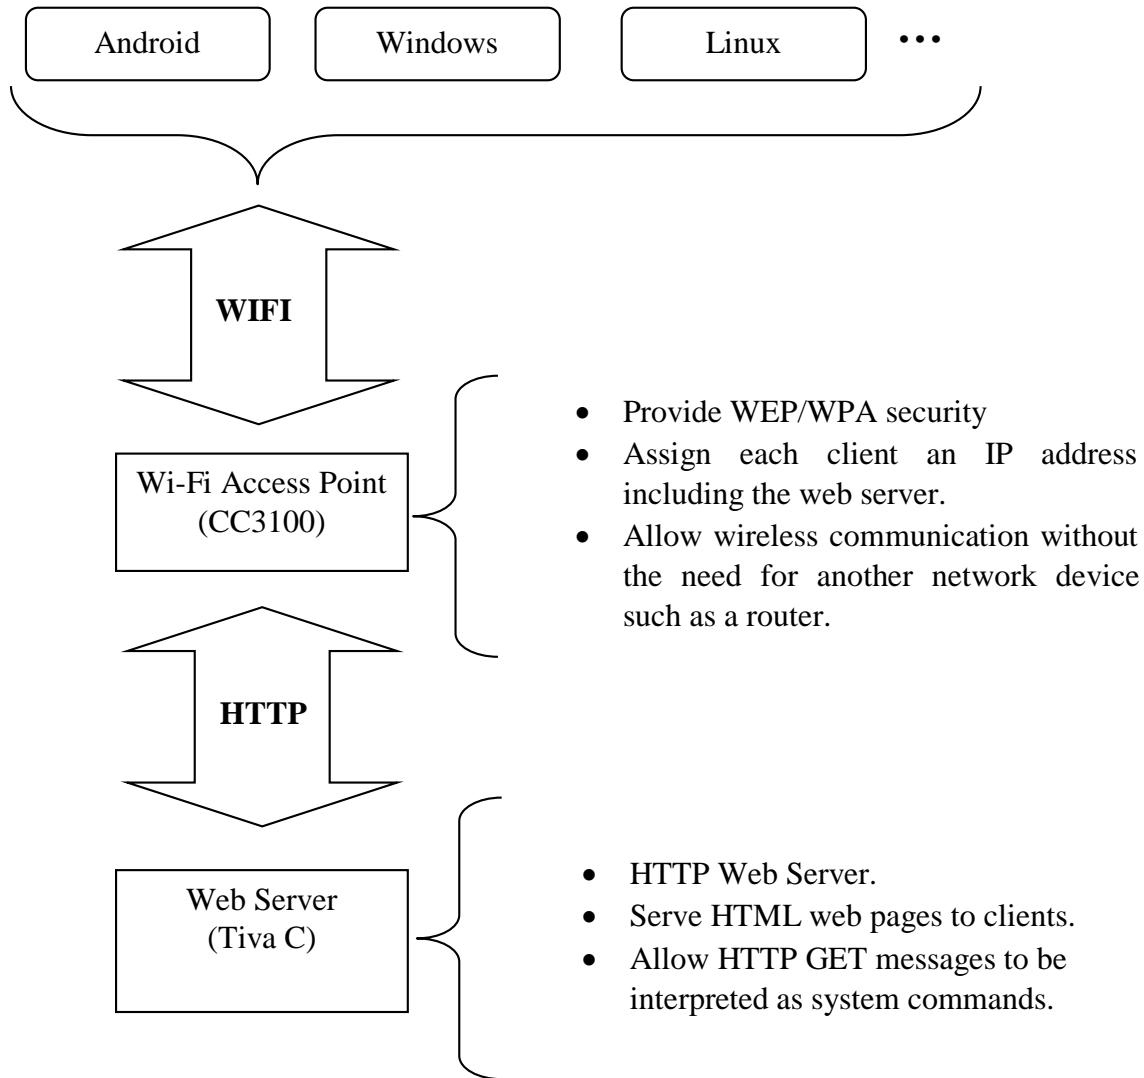 Android
Windows
Linux
...
WIFI
Wi-Fi Access Point
(CC3100)
• Provide WEP/WPA security
• Assign each client an IP address
including the web server.
• Allow wireless communication without
the need for another network device
such as a router.
HTTP
Web Server
(Tiva C)
• HTTP Web Server.
• Serve HTML web pages to clients.
• Allow HTTP GET messages to be
interpreted as system commands.